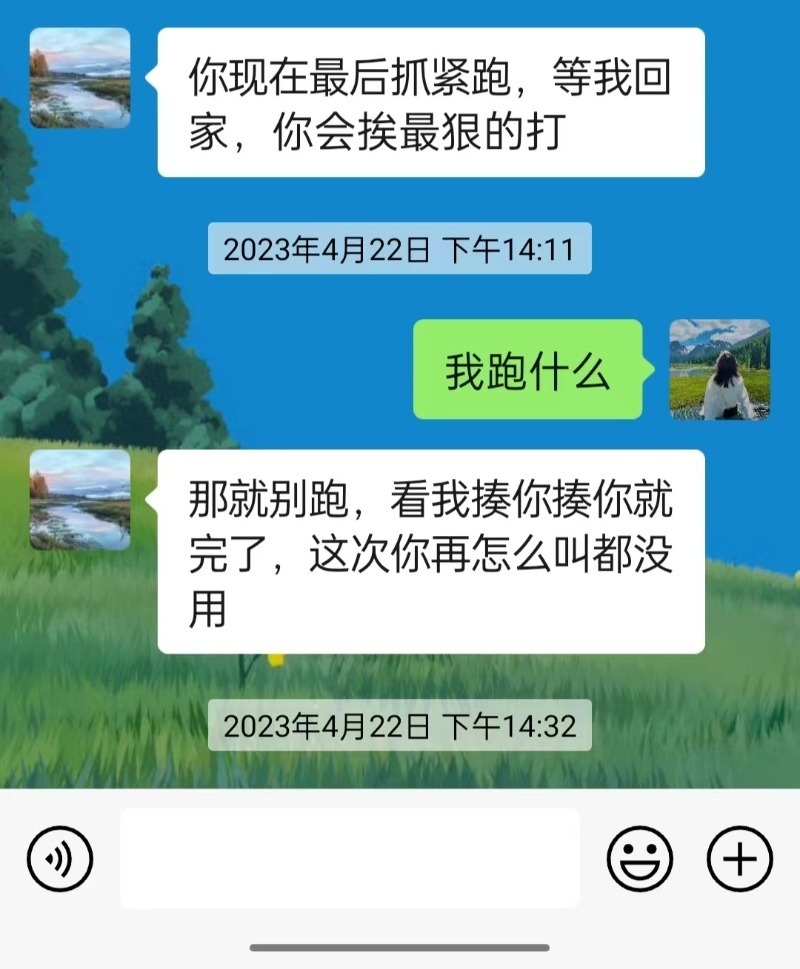 你现在最后抓紧跑，等我回
家，你会挨最狠的打
2023年4月22日 下午14:11
我跑什么
那就别跑，看我揍你揍你就
完了，这次你再怎么叫都没
用
2023年4月22日 下午14:32